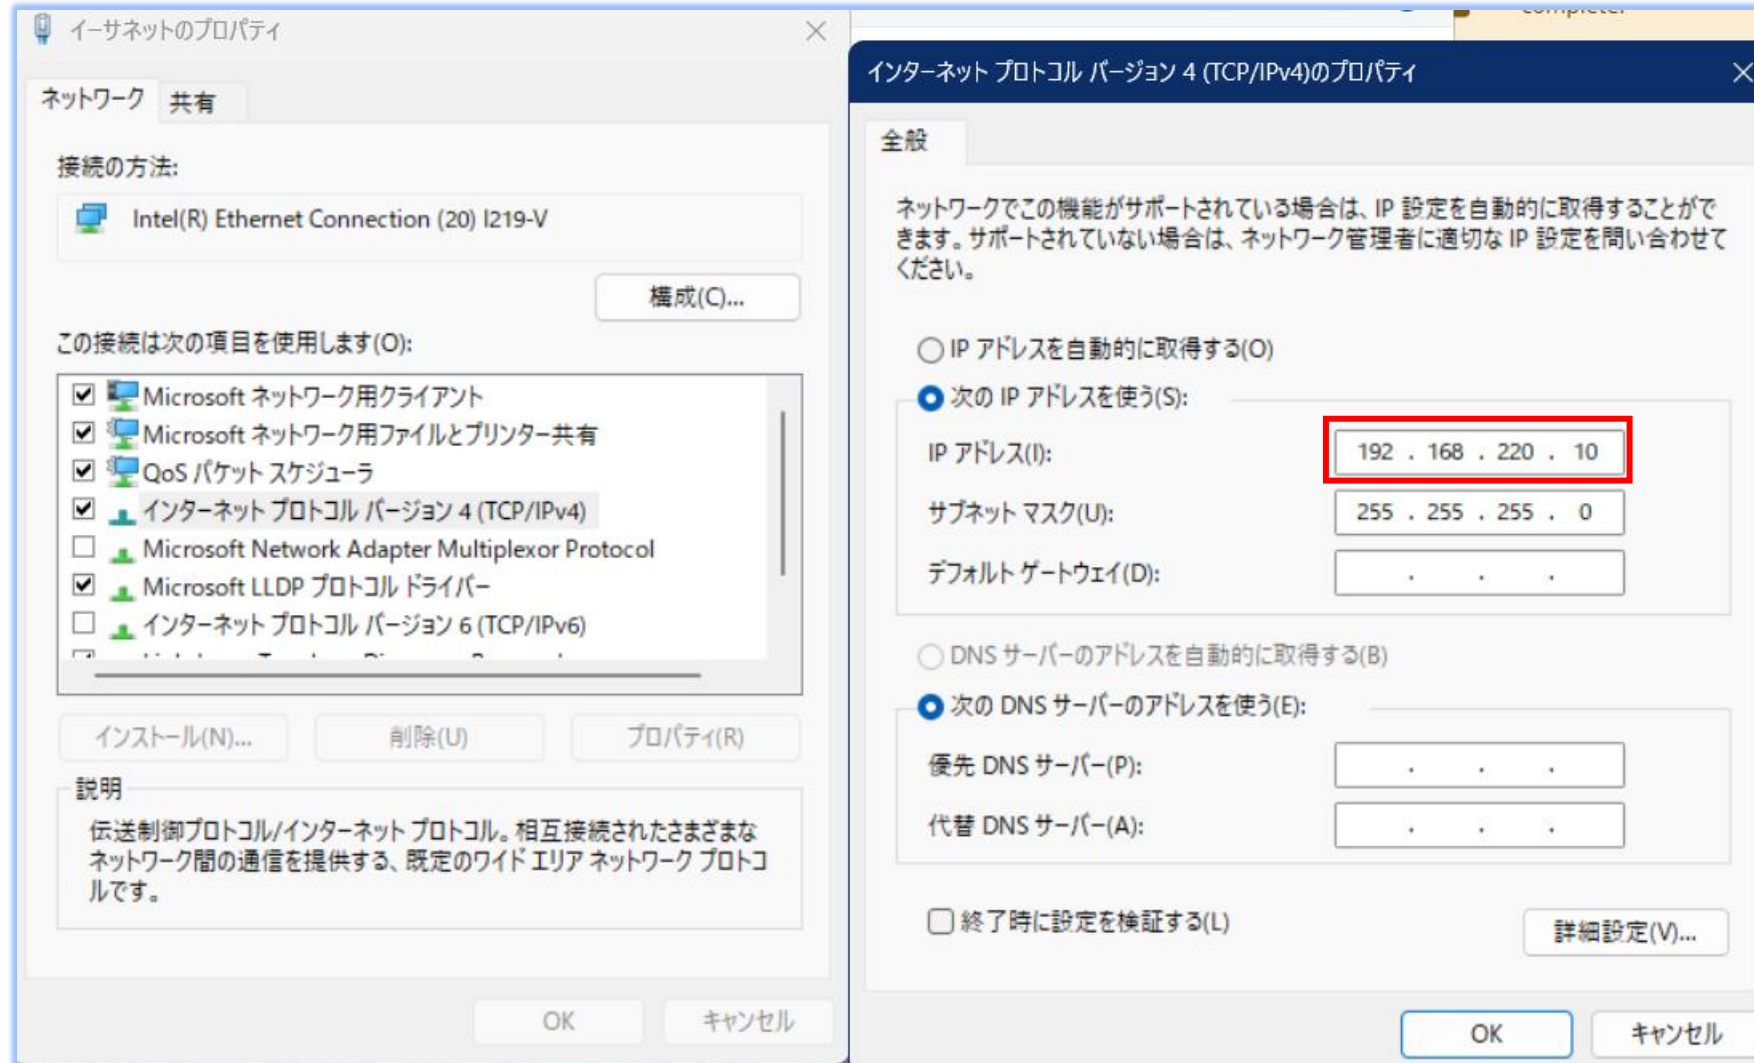 イーサネットのプロパティ
ネットワーク 共有
接続の方法:
Intel(R) Ethernet Connection (20) I219-V
構成(C)...
この接続は次の項目を使用します(O):
Microsoft ネットワーク用クライアント
Microsoft ネットワーク用ファイルとプリンター共有
QoS パケット スケジューラ
インターネット プロトコル バージョン 4 (TCP/IPv4)
Microsoft Network Adapter Multiplexor Protocol
Microsoft LLDP プロトコル ドライバー
インターネット プロトコル バージョン 6 (TCP/IPv6)
インストール(N)... 削除(U) プロパティ(R)
説明
伝送制御プロトコル/インターネット プロトコル。相互接続されたさまざまな
ネットワーク間の通信を提供する、既定のワイド エリア ネットワーク プロトコ
ルです。
OK キャンセル
インターネット プロトコル バージョン 4 (TCP/IPv4)のプロパティ
全般
ネットワークでこの機能がサポートされている場合は、IP 設定を自動的に取得することがで
きます。サポートされていない場合は、ネットワーク管理者に適切な IP 設定を問い合わせて
ください。
IP アドレスを自動的に取得する(O)
次の IP アドレスを使う(S):
IP アドレス(I): 192 . 168 . 220 . 10
サブネット マスク(U): 255 . 255 . 255 . 0
デフォルト ゲートウェイ(D): . . .
DNS サーバーのアドレスを自動的に取得する(B)
次の DNS サーバーのアドレスを使う(E):
優先 DNS サーバー(P): . . .
代替 DNS サーバー(A): . . .
終了時に設定を検証する(L)
詳細設定(V)...
OK キャンセル